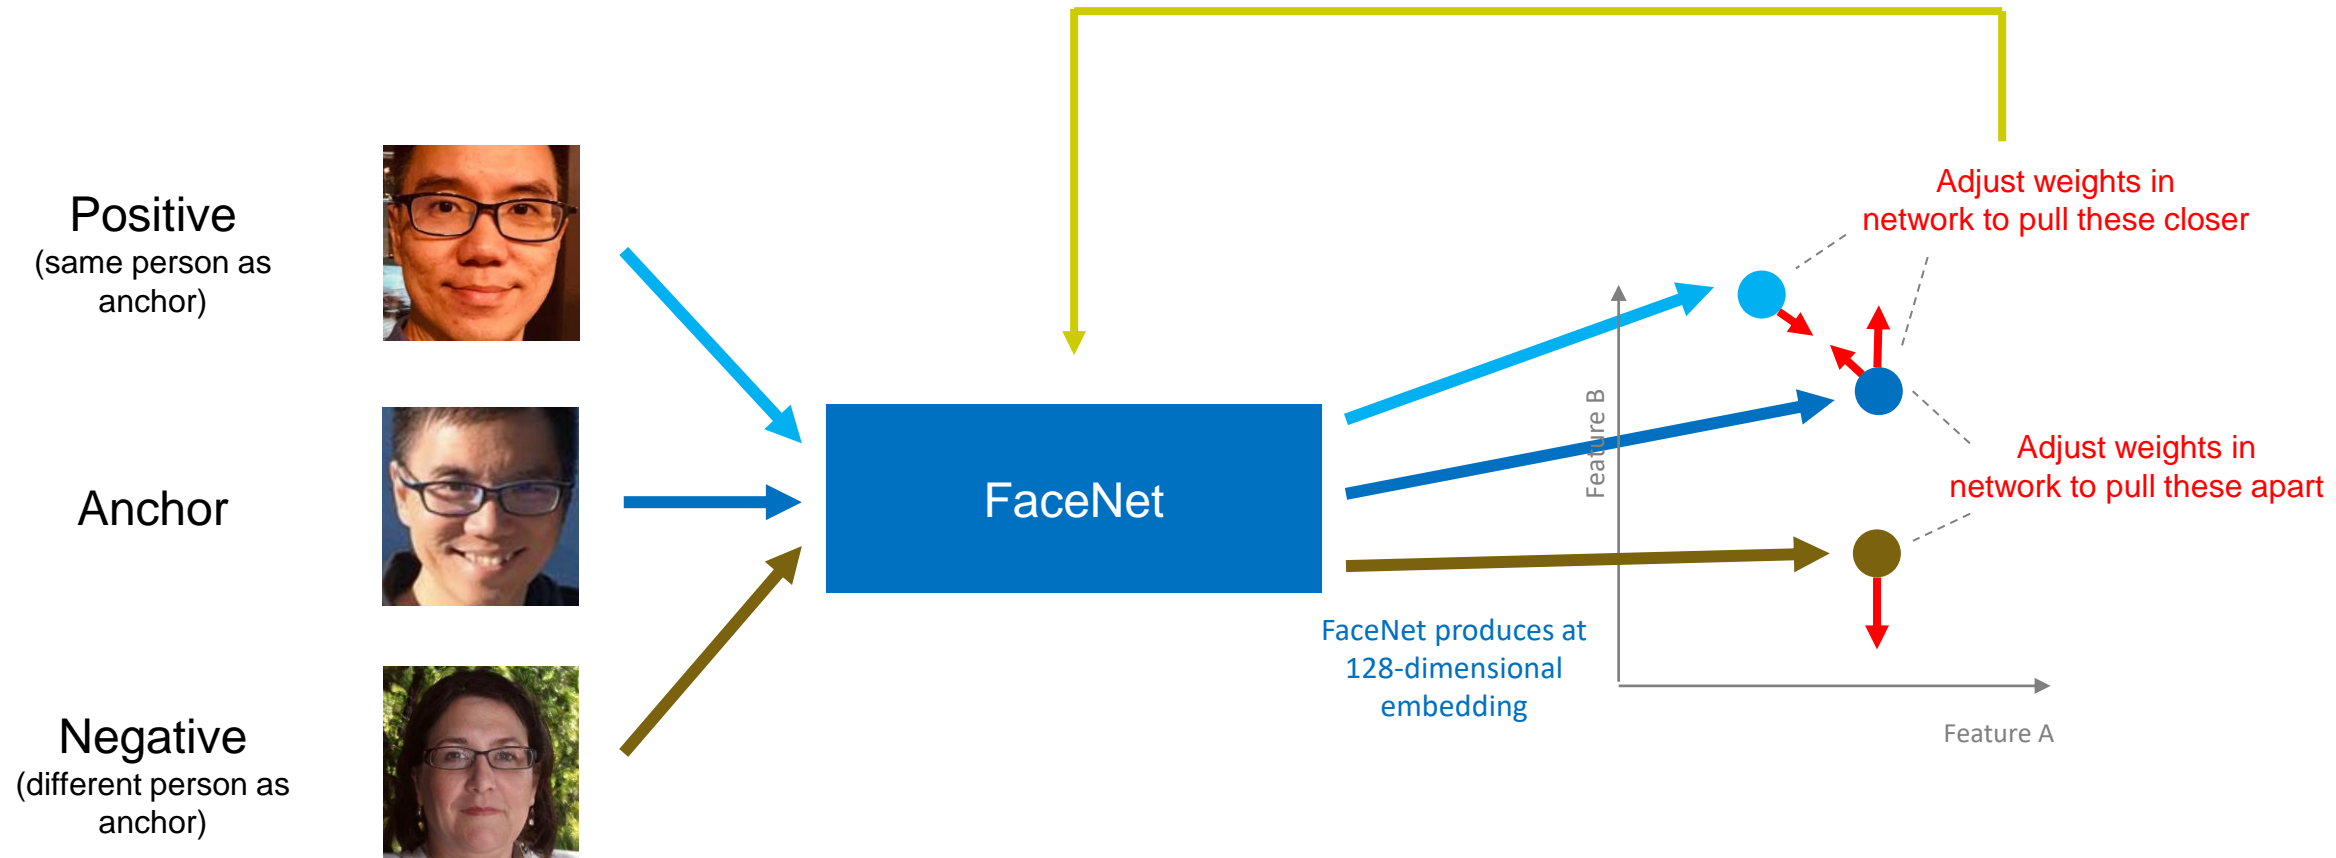 Positive
(same person as
anchor)
Anchor
Negative
(different person as
anchor)
FaceNet
FaceNet produces at
128-dimensional
embedding
Feature B
Feature A
Adjust weights in
network to pull these closer
Adjust weights in
network to pull these apart